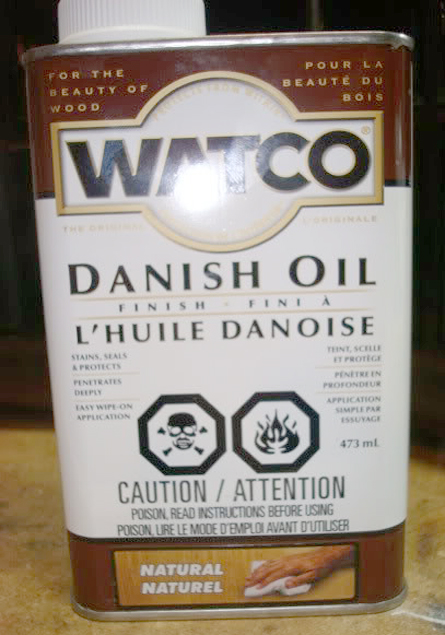 FOR THE
BEAUTY OF
WOOD
POUR LA
BEAUTÉ DU
BOIS
WATCO®
THE ORIGINAL
L'ORIGINALE
DANISH OIL
FINISH · FINI À
L'HUILE DANOISE
STAINS, SEALS
& PROTECTS
PENETRATES
DEEPLY
EASY WIPE-ON
APPLICATION
TEINT, SCELLE
ET PROTÈGE
PÉNÈTRE EN
PROFONDEUR
APPLICATION
SIMPLE PAR
ESSUYAGE
473 mL
CAUTION / ATTENTION
POISON, READ INSTRUCTIONS BEFORE USING
POISON, LIRE LE MODE D'EMPLOI AVANT D'UTILISER
NATURAL
NATUREL